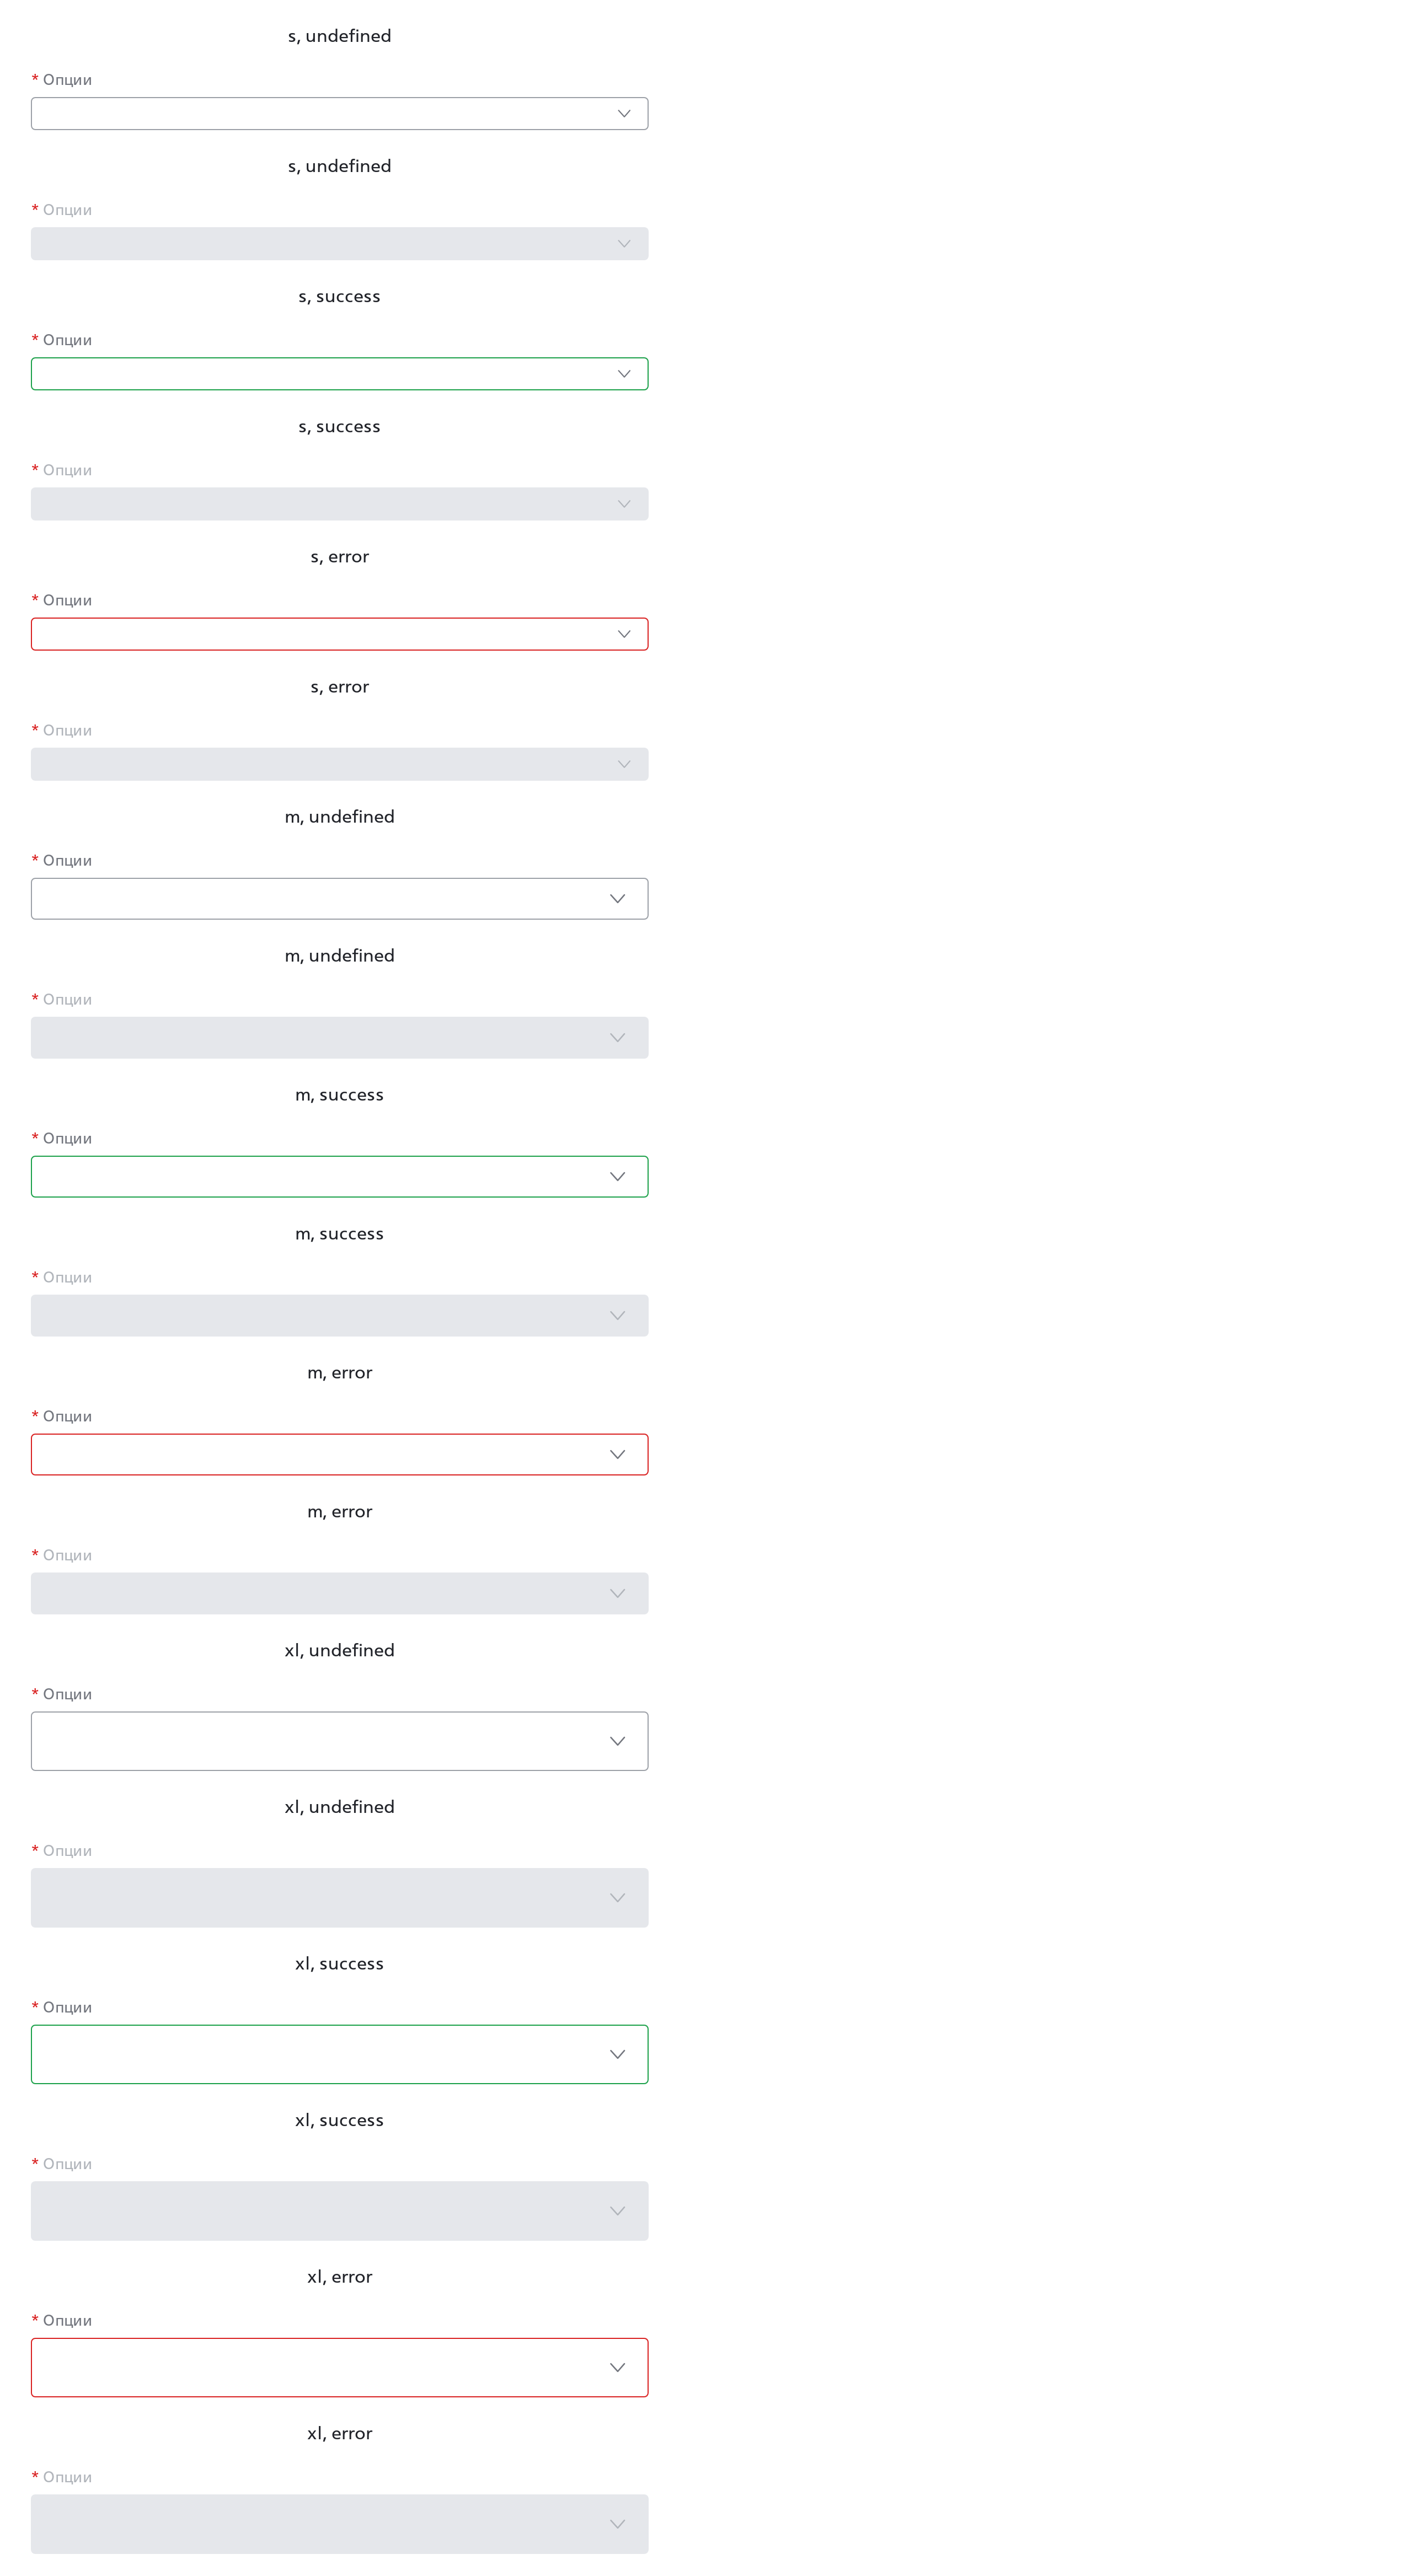 s, undefined
* Опции
s, undefined
* Опции
s, success
* Опции
s, success
* Опции
s, error
* Опции
s, error
* Опции
m, undefined
* Опции
m, undefined
* Опции
m, success
* Опции
m, success
* Опции
m, error
* Опции
m, error
* Опции
xl, undefined
* Опции
xl, undefined
* Опции
xl, success
* Опции
xl, success
* Опции
xl, error
* Опции
xl, error
* Опции